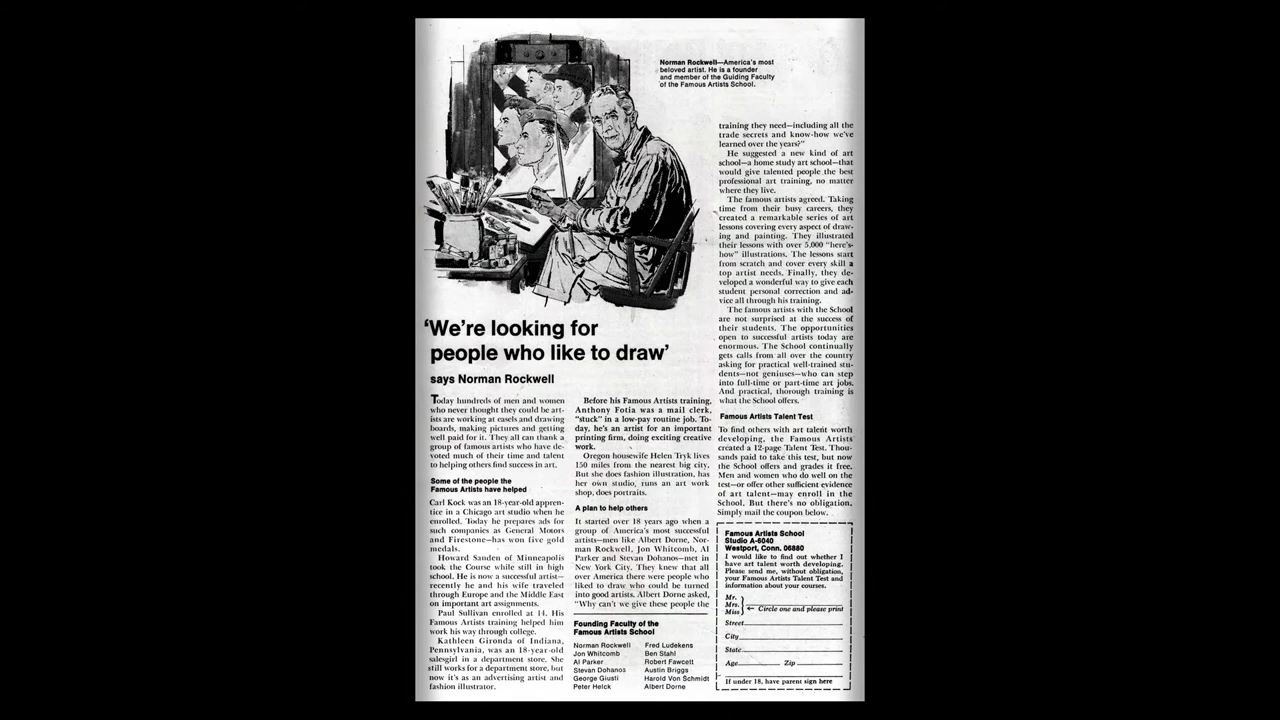 Norman Rockwell—America's most
beloved artist. He is a founder
and member of the Guiding Faculty
of the Famous Artists School.
'We're looking for
people who like to draw'
says Norman Rockwell
Today hundreds of men and women
who never thought they could be art-
ists are working at easels and drawing
boards, making pictures and getting
well paid for it. They all can thank a
group of famous artists who have de-
voted much of their time and talent
to helping others find success in art.
Some of the people the
Famous Artists have helped
Carl Kock was an 18-year-old appren-
tice in a Chicago art studio when he
enrolled. Today he prepares ads for
such companies as General Motors
and Firestone—has won five gold
medals.
Howard Sanden of Minneapolis
took the Course while still in high
school. He is now a successful artist—
recently he and his wife traveled
through Europe and the Middle East
on important art assignments.
Paul Sullivan enrolled at 14. His
Famous Artists training helped him
work his way through college.
Kathleen Gironda of Indiana,
Pennsylvania, was an 18-year-old
salesgirl in a department store. She
still works for a department store, but
now it's as an advertising artist and
fashion illustrator.
Before his Famous Artists training,
Anthony Fotia was a mail clerk,
"stuck" in a low-pay routine job. To-
day, he's an artist for an important
printing firm, doing exciting creative
work.
Oregon housewife Helen Tryk lives
150 miles from the nearest big city.
But she does fashion illustration, has
her own studio, runs an art work
shop, does portraits.
A plan to help others
It started over 18 years ago when a
group of America's most successful
artists—men like Albert Dorne, Nor-
man Rockwell, Jon Whitcomb, Al
Parker and Stevan Dohanos—met in
New York City. They knew that all
over America there were people who
liked to draw who could be turned
into good artists. Albert Dorne asked,
"Why can't we give these people the
Founding Faculty of the
Famous Artists School
Norman Rockwell
Jon Whitcomb
Al Parker
Stevan Dohanos
George Giusti
Peter Helck
Fred Ludekens
Ben Stahl
Robert Fawcett
Austin Briggs
Harold Von Schmidt
Albert Dorne
training they need—including all the
trade secrets and know-how we've
learned over the years?"
He suggested a new kind of art
school—a home study art school—that
would give talented people the best
professional art training, no matter
where they live.
The famous artists agreed. Taking
time from their busy careers, they
created a remarkable series of art
lessons covering every aspect of draw-
ing and painting. They illustrated
their lessons with over 5,000 "here's-
how" illustrations. The lessons start
from scratch and cover every skill a
top artist needs. Finally, they de-
veloped a wonderful way to give each
student personal correction and ad-
vice all through his training.
The famous artists with the School
are not surprised at the success of
their students. The opportunities
open to successful artists today are
enormous. The School continually
gets calls from all over the country
asking for practical well-trained stu-
dents—not geniuses—who can step
into full-time or part-time art jobs.
And practical, thorough training is
what the School offers.
Famous Artists Talent Test
To find others with art talent worth
developing, the Famous Artists
created a 12-page Talent Test. Thou-
sands paid to take this test, but now
the School offers and grades it free.
Men and women who do well on the
test—or offer other sufficient evidence
of art talent—may enroll in the
School. But there's no obligation.
Simply mail the coupon below.
Famous Artists School
Studio A-6040
Westport, Conn. 06880
I would like to find out whether I
have art talent worth developing.
Please send me, without obligation,
your Famous Artists Talent Test and
information about your courses.
Mr.
Mrs.
Miss
← Circle one and please print
Street
City
State
Age Zip
If under 18, have parent sign here